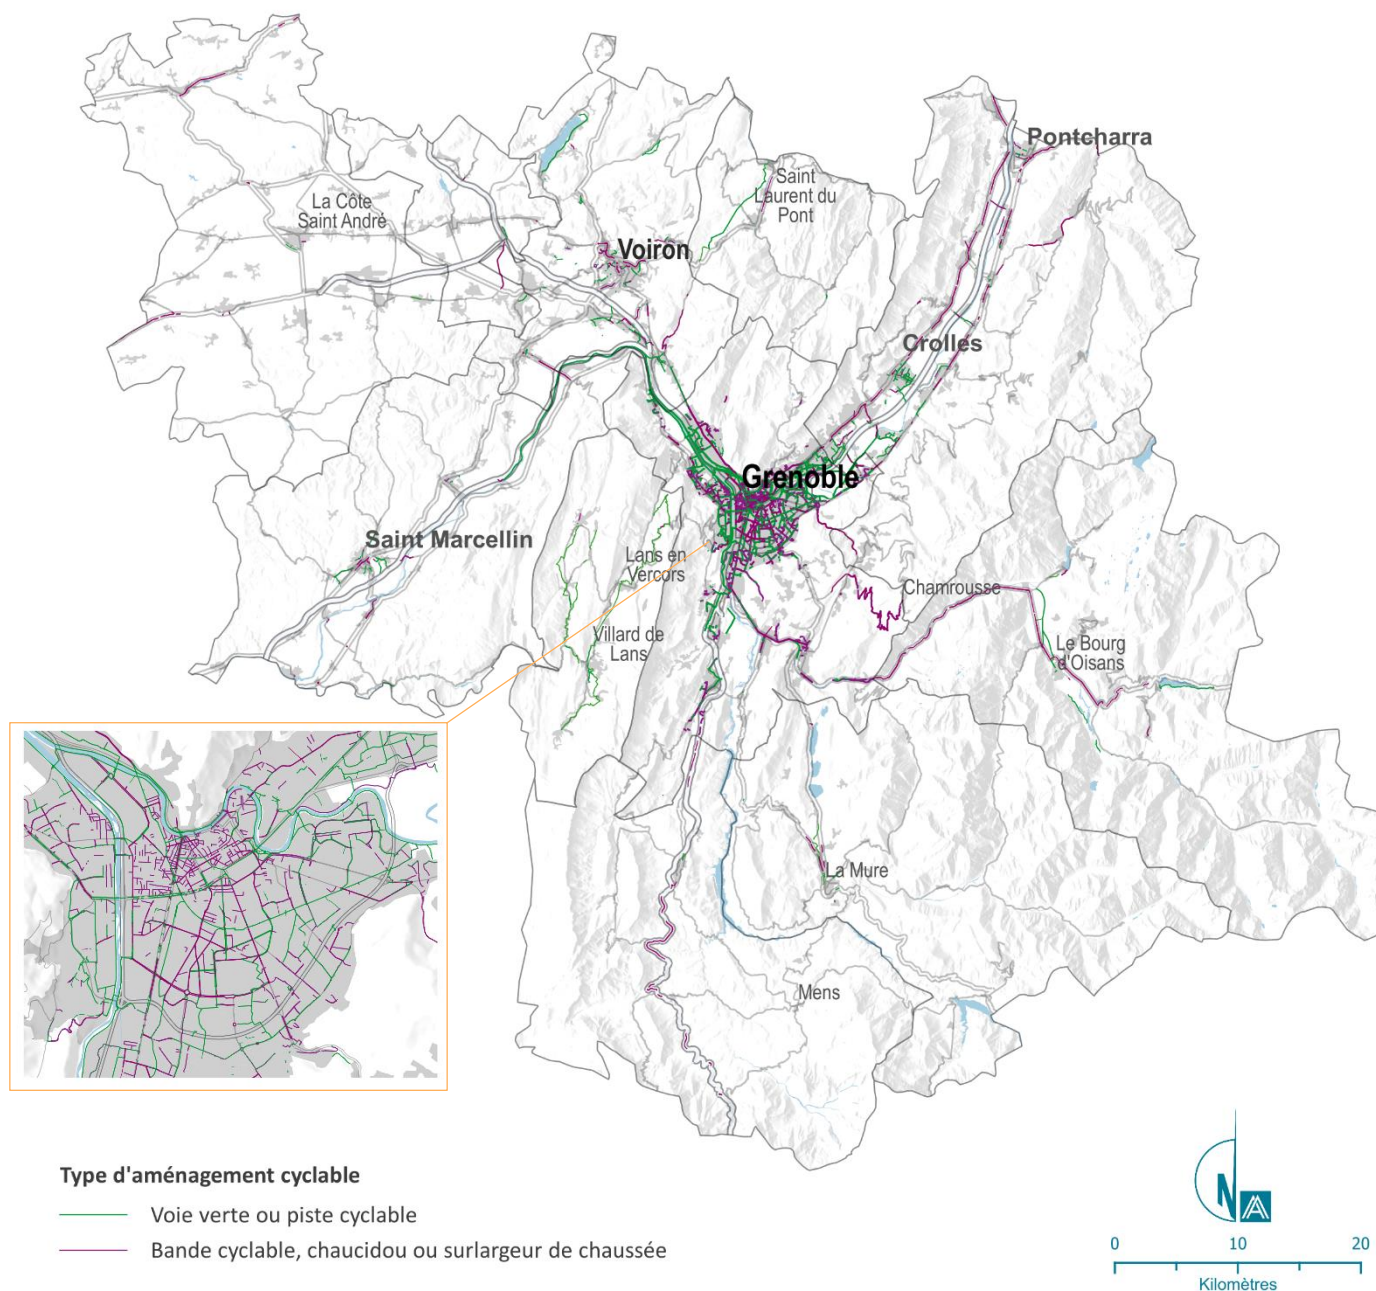 Pontcharra
Saint
Laurent du
Pont
La Côte
Saint André
Voiron
Crolles
Grenoble
Saint Marcellin
Lans en
Vercors
Chamrousse
Villard de
Lans
Le Bourg
d'Oisans
La Mure
Mens
Type d'aménagement cyclable
Voie verte ou piste cyclable
Bande cyclable, chaucidou ou surlargeur de chaussée
N
0 10 20
Kilomètres